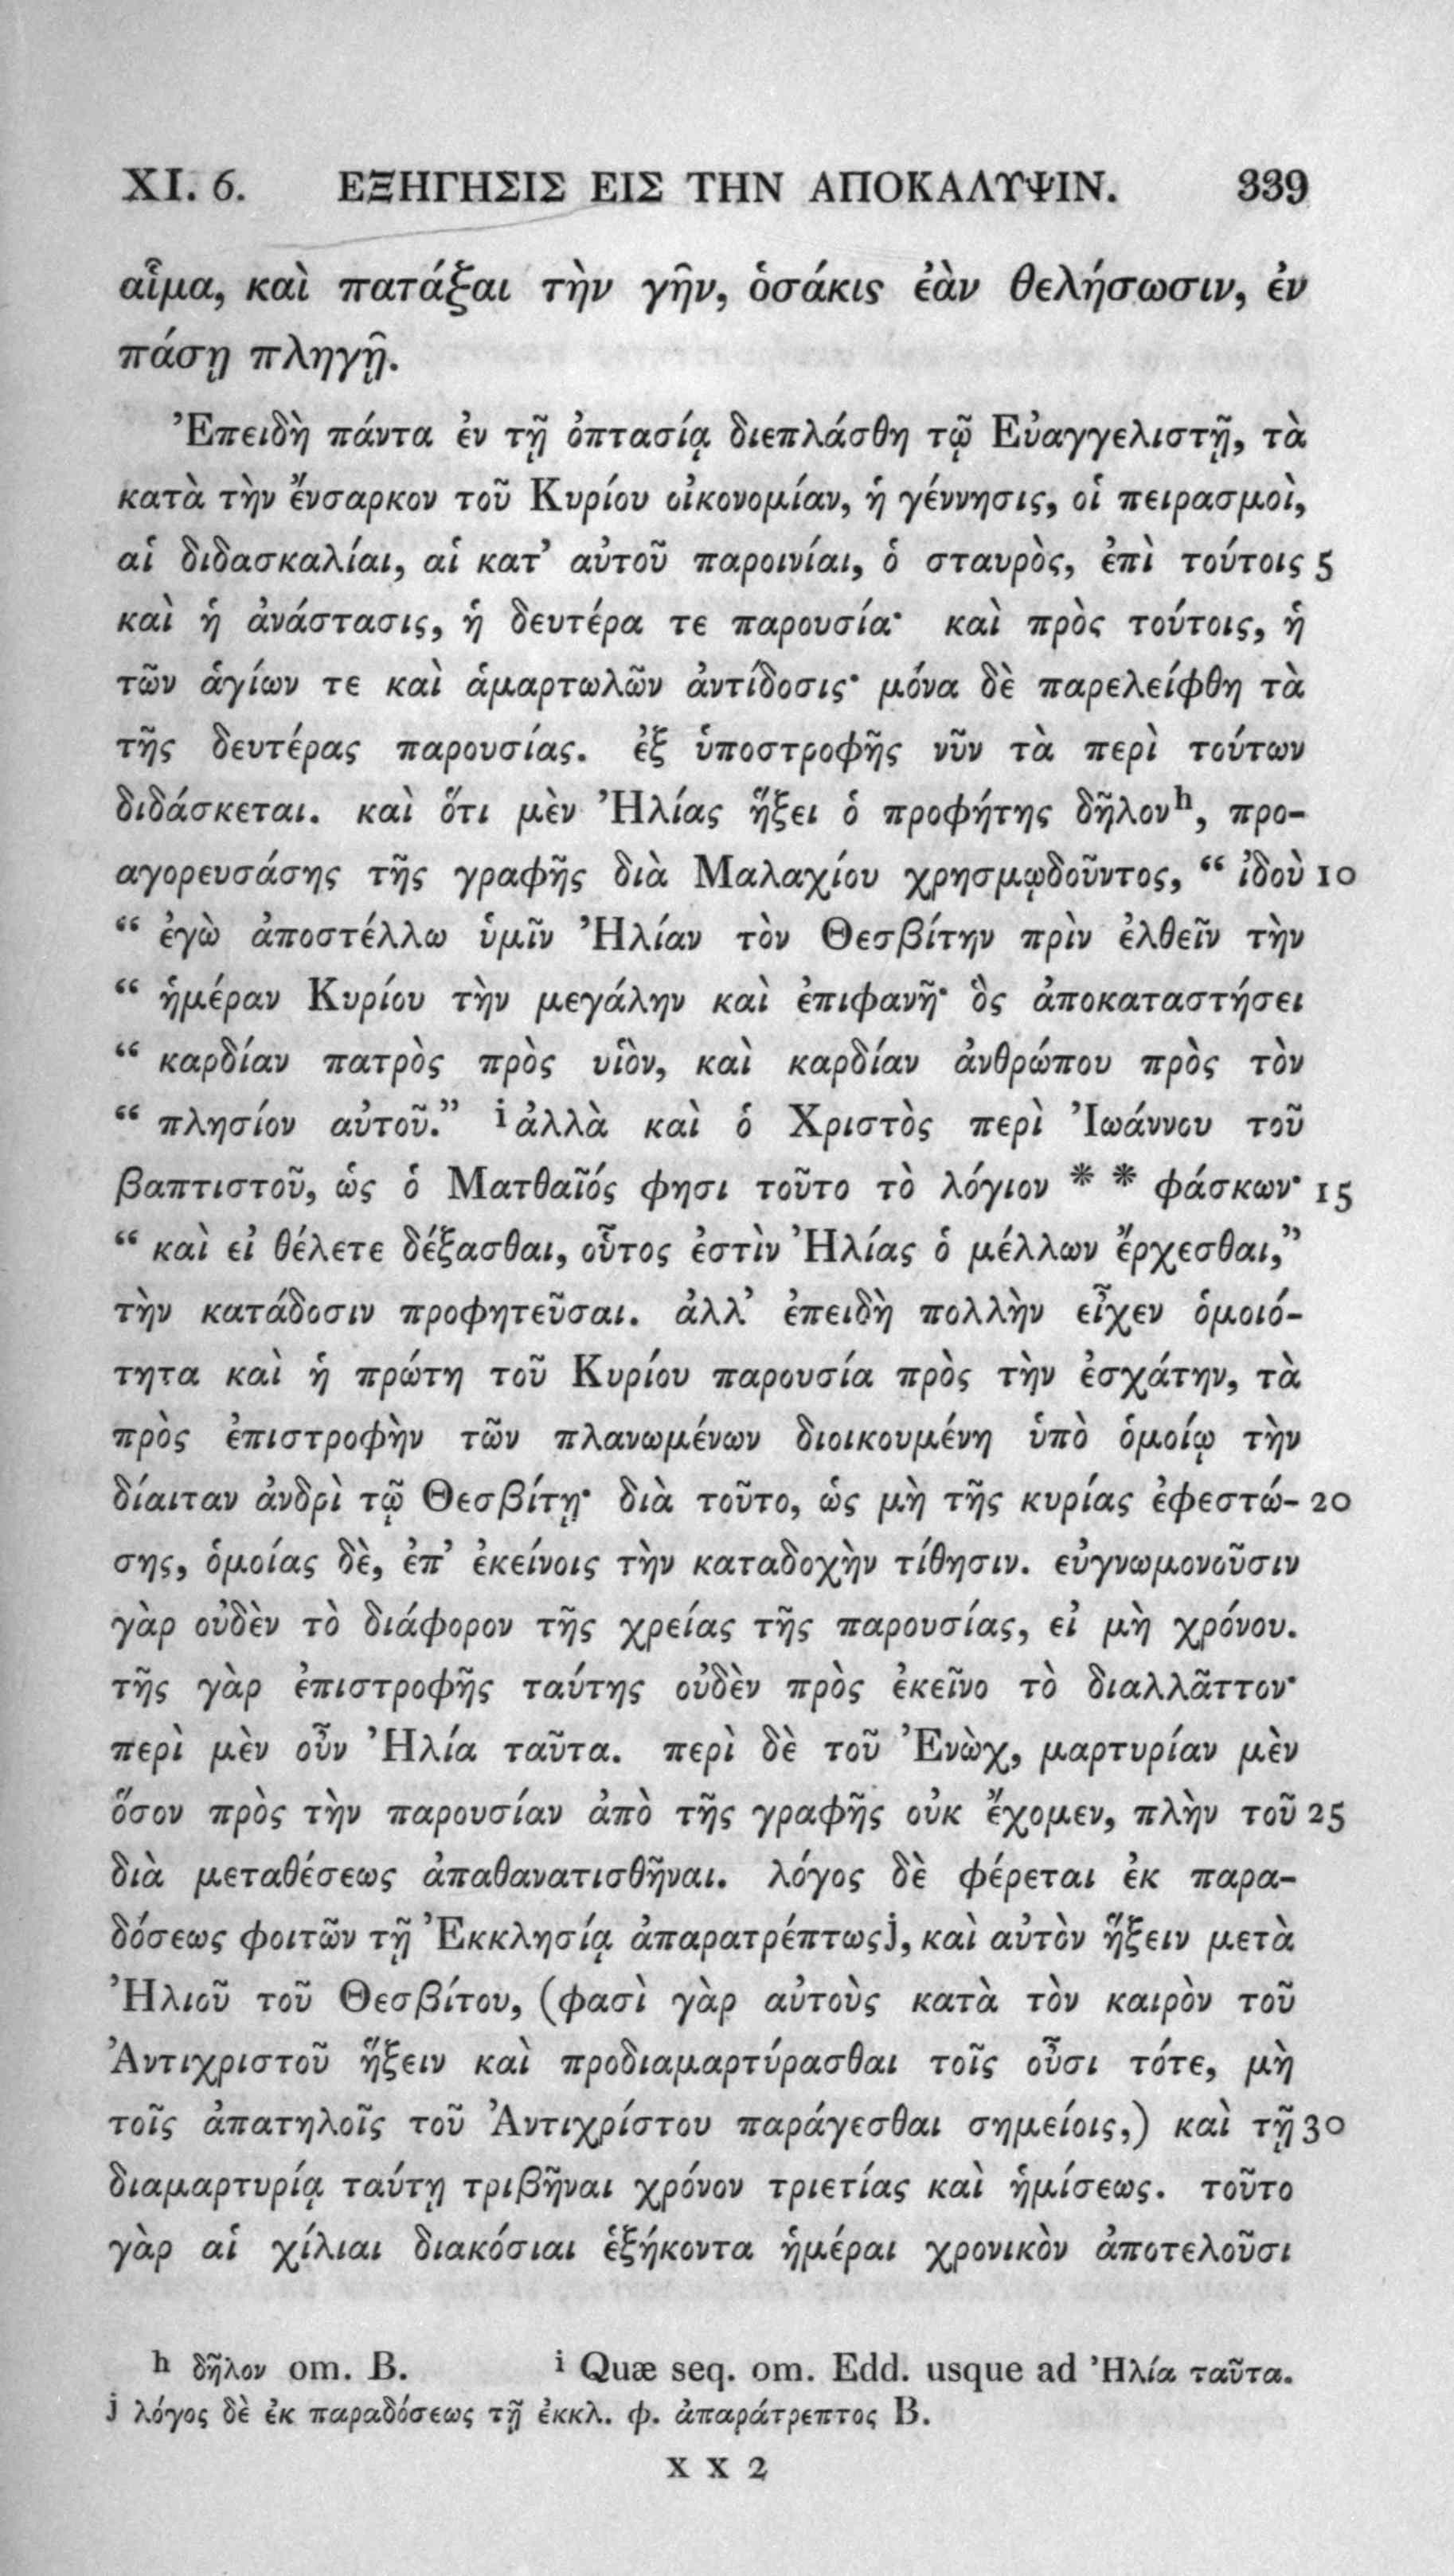 XI. 6. ΕΞΗΓΗΣΙΣ ΕΙΣ ΤΗΝ ΑΠΟΚΑΛΥΨΙΝ. 339
αἷμα, καὶ πατάξαι τὴν γῆν, ὁσάκις ἐὰν θελήσωσιν, ἐν
πάσῃ πληγῇ.
Ἐπειδὴ πάντα ἐν τῇ ὀπτασίᾳ διεπλάσθη τῷ Εὐαγγελιστῇ, τὰ
κατὰ τὴν ἔνσαρκον τοῦ Κυρίου οἰκονομίαν, ἡ γέννησις, οἱ πειρασμοὶ,
αἱ διδασκαλίαι, αἱ κατ᾽ αὐτοῦ παροινίαι, ὁ σταυρὸς, ἐπὶ τούτοις 5
καὶ ἡ ἀνάστασις, ἡ δευτέρα τε παρουσία· καὶ πρὸς τούτοις, ἡ
τῶν ἁγίων τε καὶ ἁμαρτωλῶν ἀντίδοσις· μόνα δὲ παρελείφθη τὰ
τῆς δευτέρας παρουσίας. ἐξ ὑποστροφῆς νῦν τὰ περὶ τούτων
διδάσκεται. καὶ ὅτι μὲν Ἠλίας ἥξει ὁ προφήτης δῆλον h, προ-
αγορευσάσης τῆς γραφῆς διὰ Μαλαχίου χρησμῳδοῦντος, “ ἰδοὺ 10
“ ἐγὼ ἀποστέλλω ὑμῖν Ἠλίαν τὸν Θεσβίτην πρὶν ἐλθεῖν τὴν
“ ἡμέραν Κυρίου τὴν μεγάλην καὶ ἐπιφανῆ· ὃς ἀποκαταστήσει
“ καρδίαν πατρὸς πρὸς υἱὸν, καὶ καρδίαν ἀνθρώπου πρὸς τὸν
“ πλησίον αὐτοῦ.” i ἀλλὰ καὶ ὁ Χριστὸς περὶ Ἰωάννου τοῦ
βαπτιστοῦ, ὡς ὁ Ματθαῖός φησι τοῦτο τὸ λόγιον * * φάσκων· 15
“ καὶ εἰ θέλετε δέξασθαι, οὗτος ἐστὶν Ἠλίας ὁ μέλλων ἔρχεσθαι,”
τὴν κατάδοσιν προφητεῦσαι. ἀλλ᾽ ἐπειδὴ πολλὴν εἶχεν ὁμοιό-
τητα καὶ ἡ πρώτη τοῦ Κυρίου παρουσία πρὸς τὴν ἐσχάτην, τὰ
πρὸς ἐπιστροφὴν τῶν πλανωμένων διοικουμένη ὑπὸ ὁμοίῳ τὴν
δίαιταν ἀνδρὶ τῷ Θεσβίτῃ· διὰ τοῦτο, ὡς μὴ τῆς κυρίας ἐφεστώ- 20
σης, ὁμοίας δὲ, ἐπ᾽ ἐκείνοις τὴν καταδοχὴν τίθησιν. εὐγνωμονοῦσιν
γὰρ οὐδὲν τὸ διάφορον τῆς χρείας τῆς παρουσίας, εἰ μὴ χρόνου.
τῆς γὰρ ἐπιστροφῆς ταύτης οὐδὲν πρὸς ἐκεῖνο τὸ διαλλᾶττον·
περὶ μὲν οὖν Ἠλία ταῦτα. περὶ δὲ τοῦ Ἐνὼχ, μαρτυρίαν μὲν
ὅσον πρὸς τὴν παρουσίαν ἀπὸ τῆς γραφῆς οὐκ ἔχομεν, πλὴν τοῦ 25
διὰ μεταθέσεως ἀπαθανατισθῆναι. λόγος δὲ φέρεται ἐκ παρα-
δόσεως φοιτῶν τῇ Ἐκκλησίᾳ ἀπαρατρέπτως j, καὶ αὐτὸν ἥξειν μετὰ
Ἠλιοῦ τοῦ Θεσβίτου, (φασὶ γὰρ αὐτοὺς κατὰ τὸν καιρὸν τοῦ
Ἀντιχριστοῦ ἥξειν καὶ προδιαμαρτύρασθαι τοῖς οὖσι τότε, μὴ
τοῖς ἀπατηλοῖς τοῦ Ἀντιχρίστου παράγεσθαι σημείοις,) καὶ τῇ 30
διαμαρτυρίᾳ ταύτῃ τριβῆναι χρόνον τριετίας καὶ ἡμίσεως. τοῦτο
γὰρ αἱ χίλιαι διακόσιαι ἑξήκοντα ἡμέραι χρονικὸν ἀποτελοῦσι
h δῆλον om. B. i Quæ seq. om. Edd. usque ad Ἠλία ταῦτα.
j λόγος δὲ ἐκ παραδόσεως τῇ ἐκκλ. φ. ἀπαράτρεπτος B.
X X 2